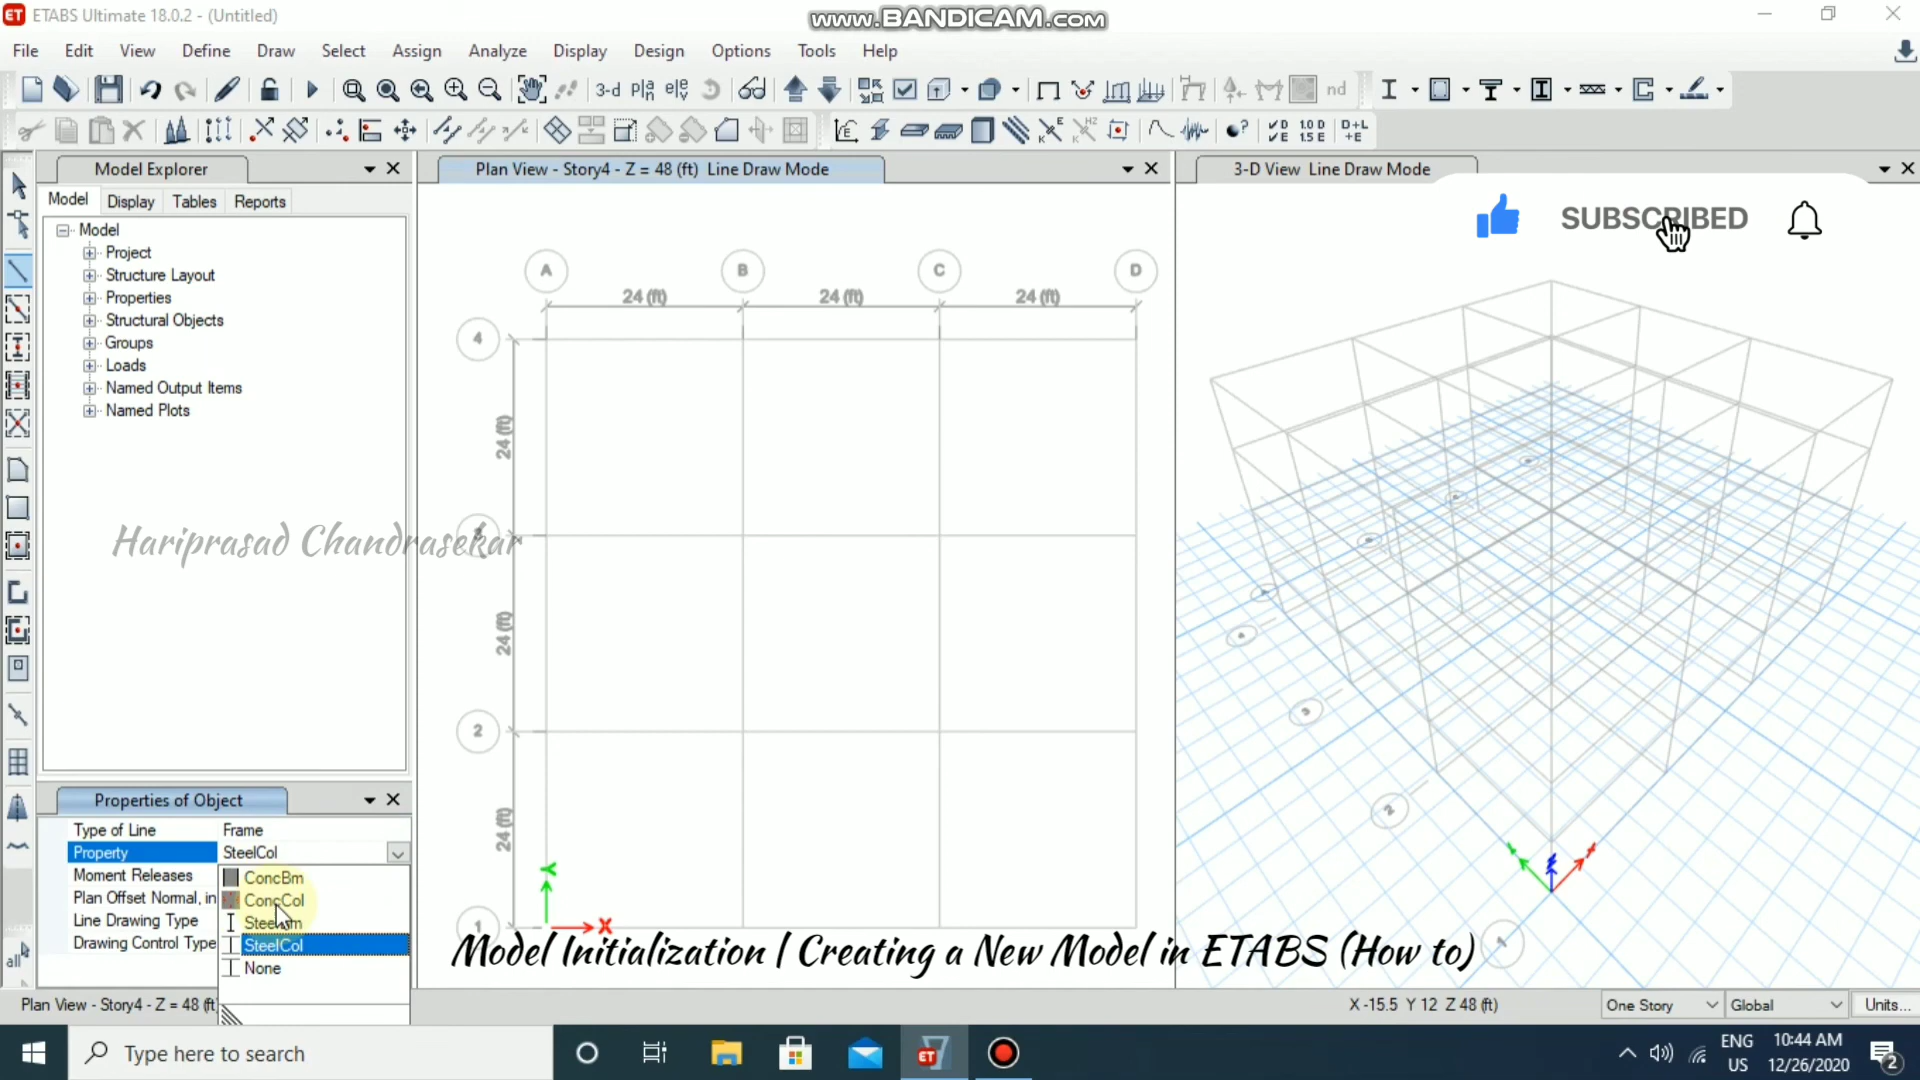 ETABS Ultimate 18.0.2 - (Untitled)
www.BANDICAM.com
File Edit View Define Draw Select Assign Analyze Display Design Options Tools Help
3-d
nd
Model Explorer
Plan View - Story4 - Z = 48 (ft) Line Draw Mode
3-D View Line Draw Mode
Model Display Tables Reports
SUBSCRIBED
Model
Project
Structure Layout
Properties
Structural Objects
Groups
Loads
Named Output Items
Named Plots
A B C D
24 (ft) 24 (ft) 24 (ft)
4
24 (ft)
Hariprasad Chandrasekar
24 (ft)
2
24 (ft)
1
X
Properties of Object
Type of Line Frame
Property SteelCol
Moment Releases
Plan Offset Normal, in
Line Drawing Type
Drawing Control Type
ConcBm
ConcCol
SteelCol
None
Model Initialization | Creating a New Model in ETABS (How to)
Plan View - Story4 - Z = 48 (ft
X -15.5 Y 12 Z 48 (ft)
One Story
Global
Units...
Type here to search
ENG
US
10:44 AM
12/26/2020
2